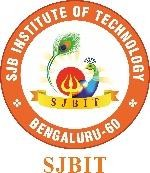 SJB INSTITUTE OF TECHNOLOGY
SJBIT
BENGALURU-60
SJBIT